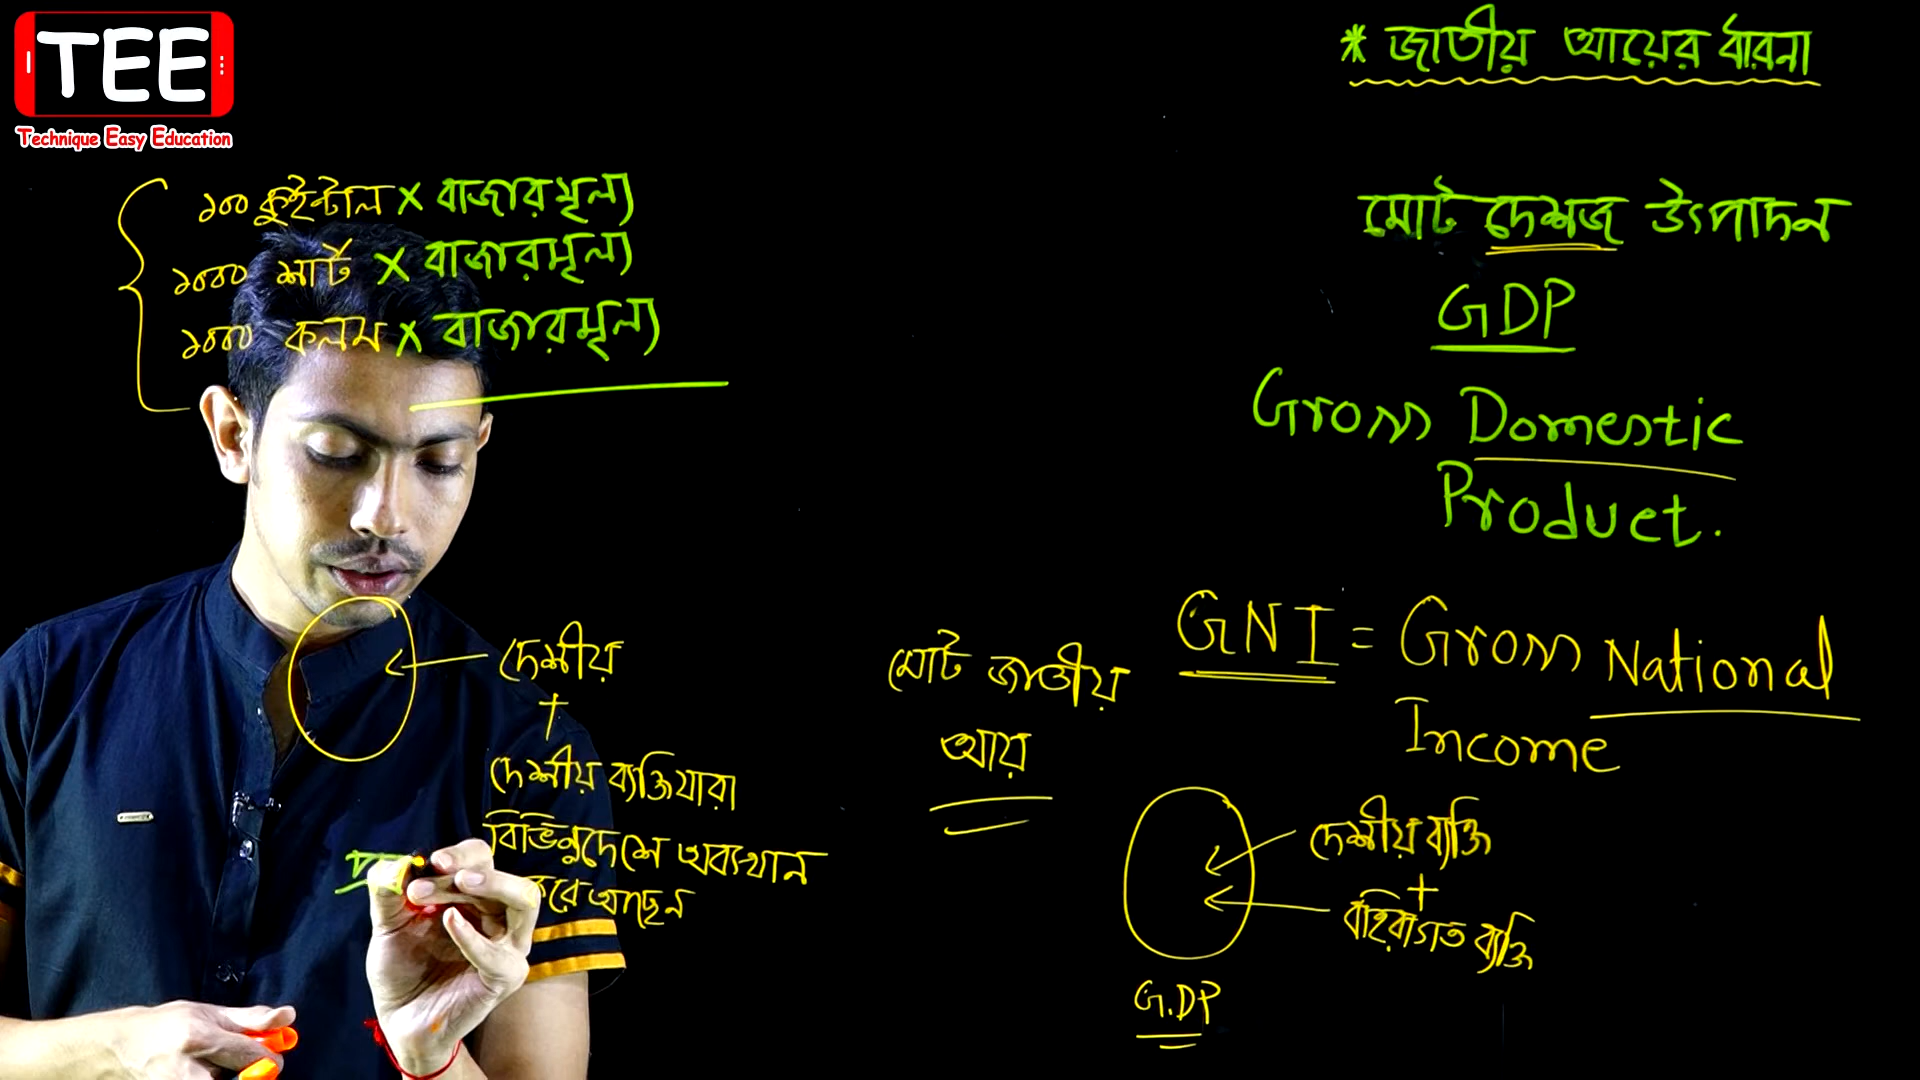 TEE
Technique Easy Education
* জাতীয় আয়ের ধারনা
১০০ কুইন্টাল X বাজারমূল্য
১০০০ শার্ট X বাজারমূল্য
১০০০ কলম X বাজারমূল্য
মোট দেশজ উৎপাদন
GDP
Gross Domestic
Product.
GNI = Gross National
Income
মোট জাতীয়
আয়
দেশীয়
+
দেশীয় ব্যক্তি যারা
বিভিন্ন দেশে অবস্থান
করে আছেন
দেশীয় ব্যক্তি
+
বহিরাগত ব্যক্তি
G.DP